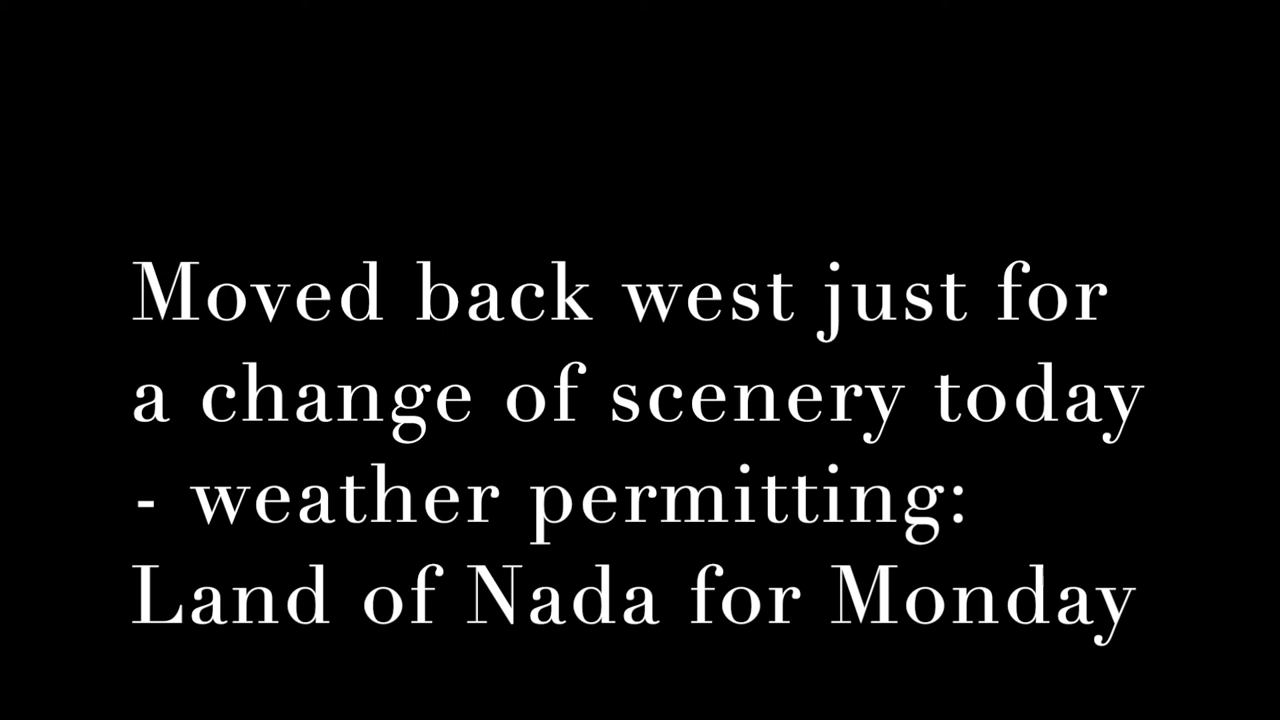 Moved back west just for
a change of scenery today
- weather permitting:
Land of Nada for Monday